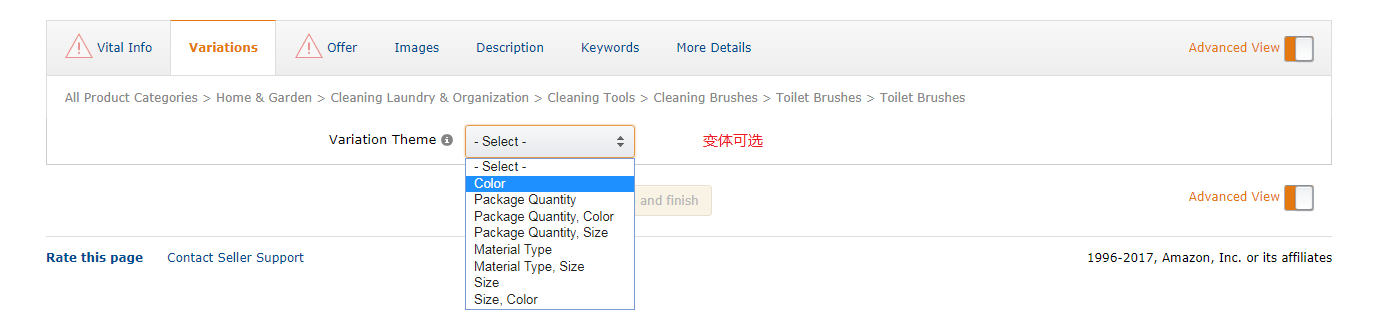 Vital Info Variations Offer Images Description Keywords More Details Advanced View
All Product Categories > Home & Garden > Cleaning Laundry & Organization > Cleaning Tools > Cleaning Brushes > Toilet Brushes > Toilet Brushes
Variation Theme - Select - 变体可选
- Select -
Color
Package Quantity
Package Quantity, Color
Package Quantity, Size
Material Type
Material Type, Size
Size
Size, Color
and finish
Advanced View
Rate this page Contact Seller Support
1996-2017, Amazon, Inc. or its affiliates